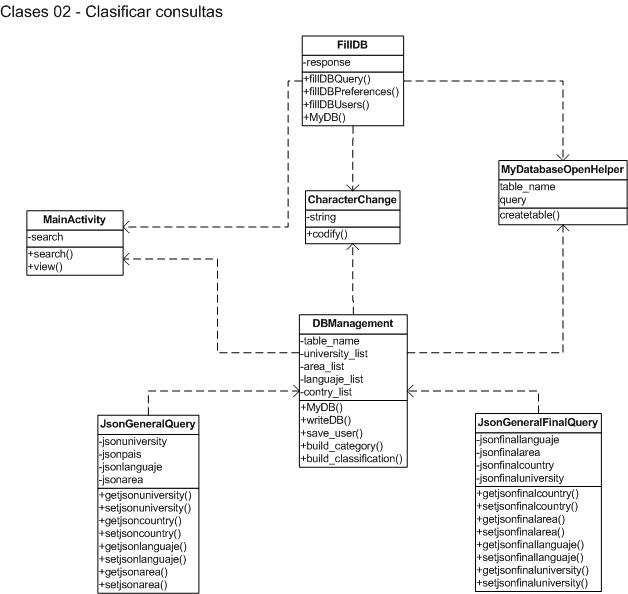 Clases 02 - Clasificar consultas
FillDB
-response
+fillDBQuery()
+fillDBPreferences()
+fillDBUsers()
+MyDB()
MyDatabaseOpenHelper
table_name
query
createtable()
CharacterChange
-string
+codify()
MainActivity
-search
+search()
+view()
DBManagement
-table_name
-university_list
-area_list
-languaje_list
-contry_list
+MyDB()
+writeDB()
+save_user()
+build_category()
+build_classification()
JsonGeneralQuery
-jsonuniversity
-jsonpais
-jsonlanguaje
-jsonarea
+getjsonuniversity()
+setjsonuniversity()
+getjsoncountry()
+setjsoncountry()
+getjsonlanguaje()
+setjsonlanguaje()
+getjsonarea()
+setjsonarea()
JsonGeneralFinalQuery
-jsonfinallanguaje
-jsonfinalarea
-jsonfinalcountry
-jsonfinaluniversity
+getjsonfinalcountry()
+setjsonfinalcountry()
+getjsonfinalarea()
+setjsonfinalarea()
+getjsonfinallanguaje()
+setjsonfinallanguaje()
+getjsonfinaluniversity()
+setjsonfinaluniversity()